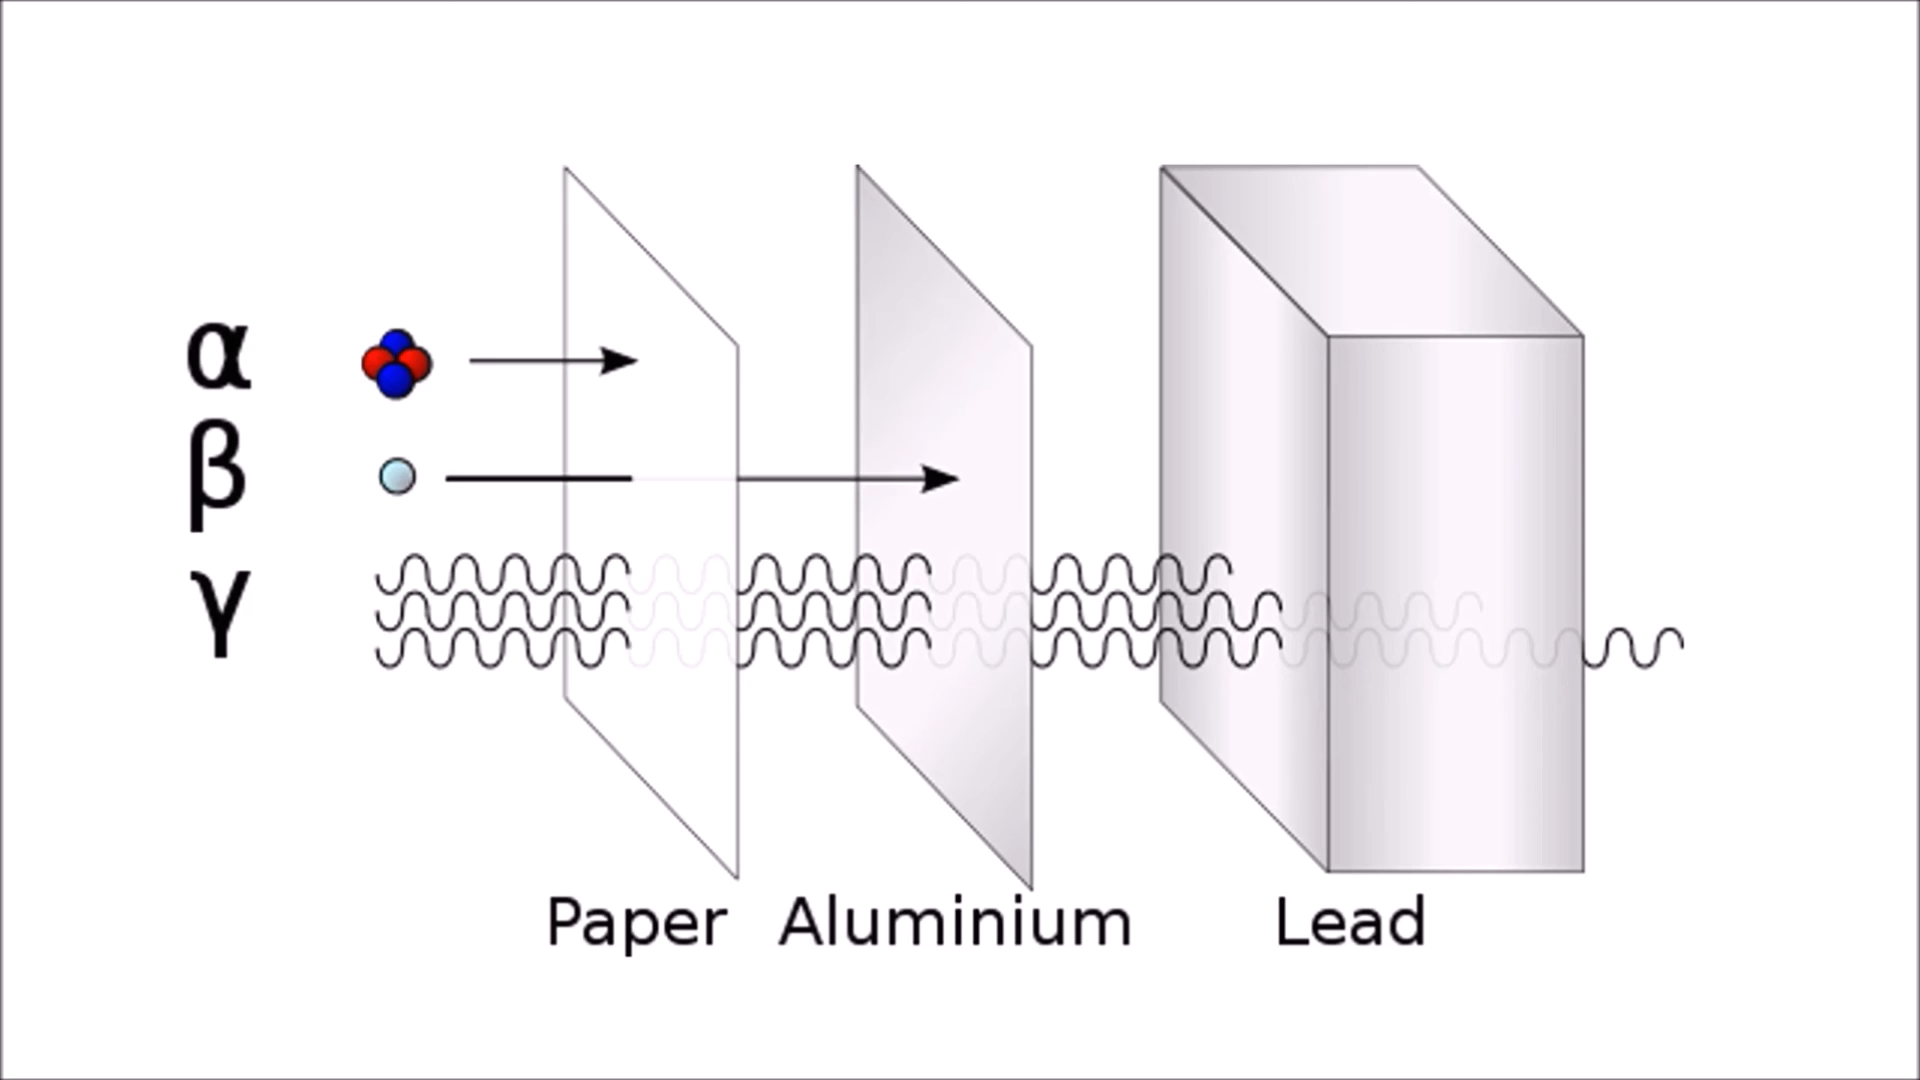 α
β
γ
Paper Aluminium Lead